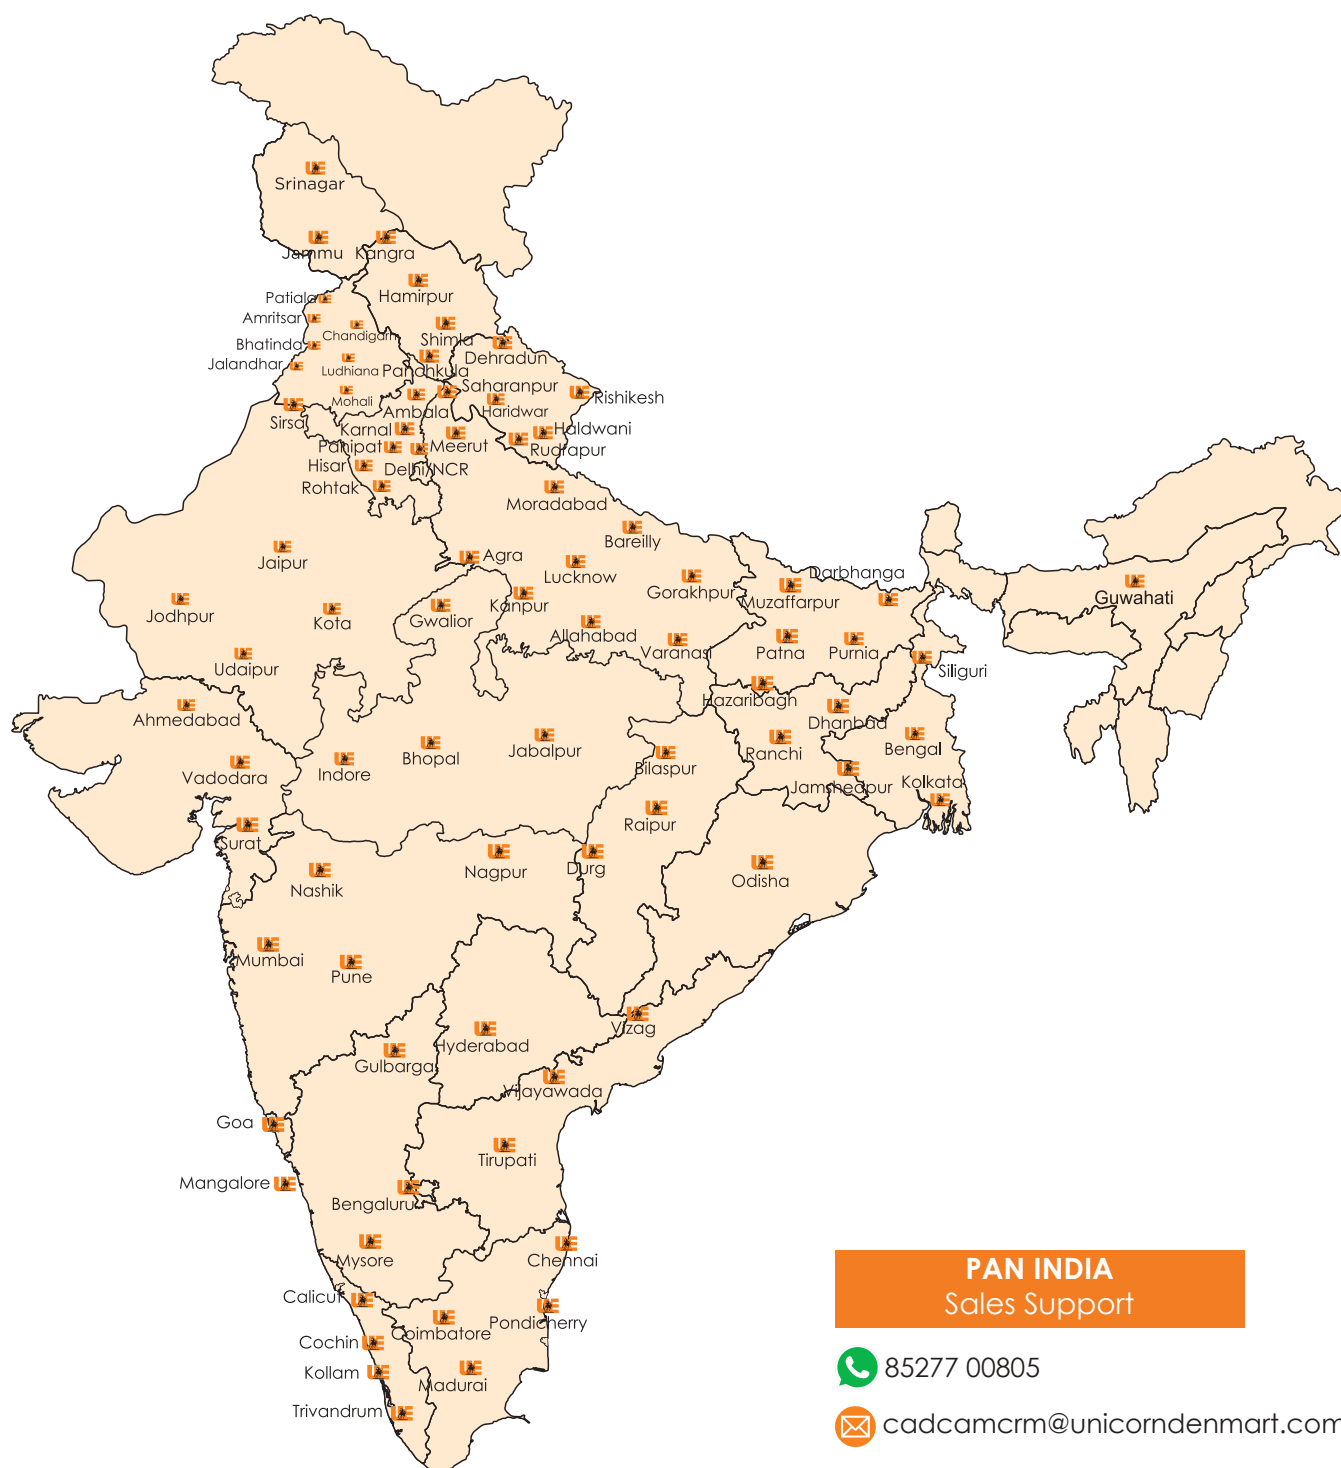 Srinagar
Jammu
Kangra
Hamirpur
Patiala
Amritsar
Chandigarh
Shimla
Bhatinda
Dehradun
Jalandhar
Ludhiana
Panchkula
Saharanpur
Mohali
Ambala
Haridwar
Rishikesh
Sirsa
Karnal
Haldwani
Panipat
Meerut
Rudrapur
Hisar
Delhi/NCR
Rohtak
Moradabad
Bareilly
Jaipur
Agra
Lucknow
Darbhanga
Gorakhpur
Muzaffarpur
Guwahati
Jodhpur
Kota
Gwalior
Kanpur
Allahabad
Varanasi
Patna
Purnia
Udaipur
Siliguri
Hazaribagh
Ahmedabad
Dhanbad
Bhopal
Jabalpur
Ranchi
Bengal
Vadodara
Indore
Bilaspur
Jamshedpur
Kolkata
Raipur
Surat
Nashik
Nagpur
Durg
Odisha
Mumbai
Pune
Vizag
Hyderabad
Gulbarga
Vijayawada
Goa
Tirupati
Mangalore
Bengaluru
Mysore
Chennai
Calicut
Coimbatore
Pondicherry
Cochin
Kollam
Madurai
Trivandrum
PAN INDIA
Sales Support
85277 00805
cadcamcrm@unicorndenmart.com